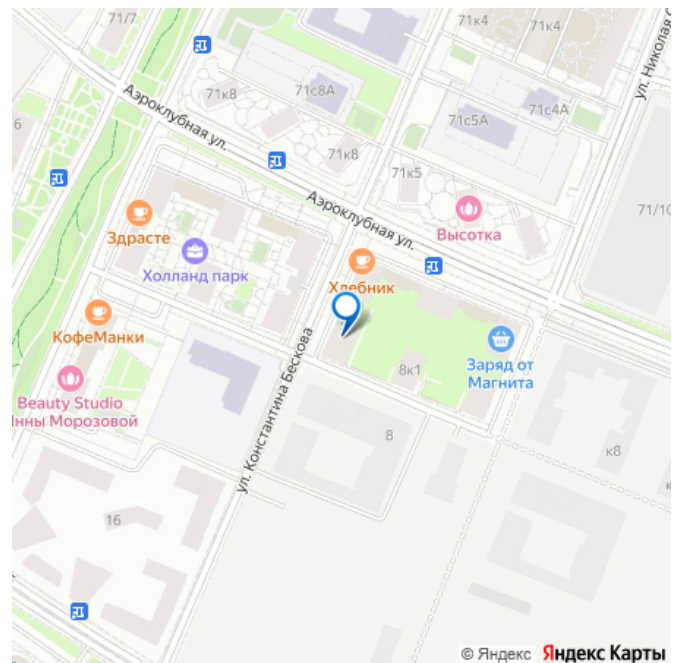 71/7
71к4
71к4
ул. Николая С
71к8
71с8А
71с4А
71с5А
Аэроклубная ул.
6
71к8
71к5
Аэроклубная ул.
71/10
Высотка
Здрасте
Холланд парк
Хлебник
КофеМанки
ул. Константина Бескова
8к1
Заряд от
Магнита
Beauty Studio
Инны Морозовой
8
к8
к
16
© Яндекс Яндекс Карты